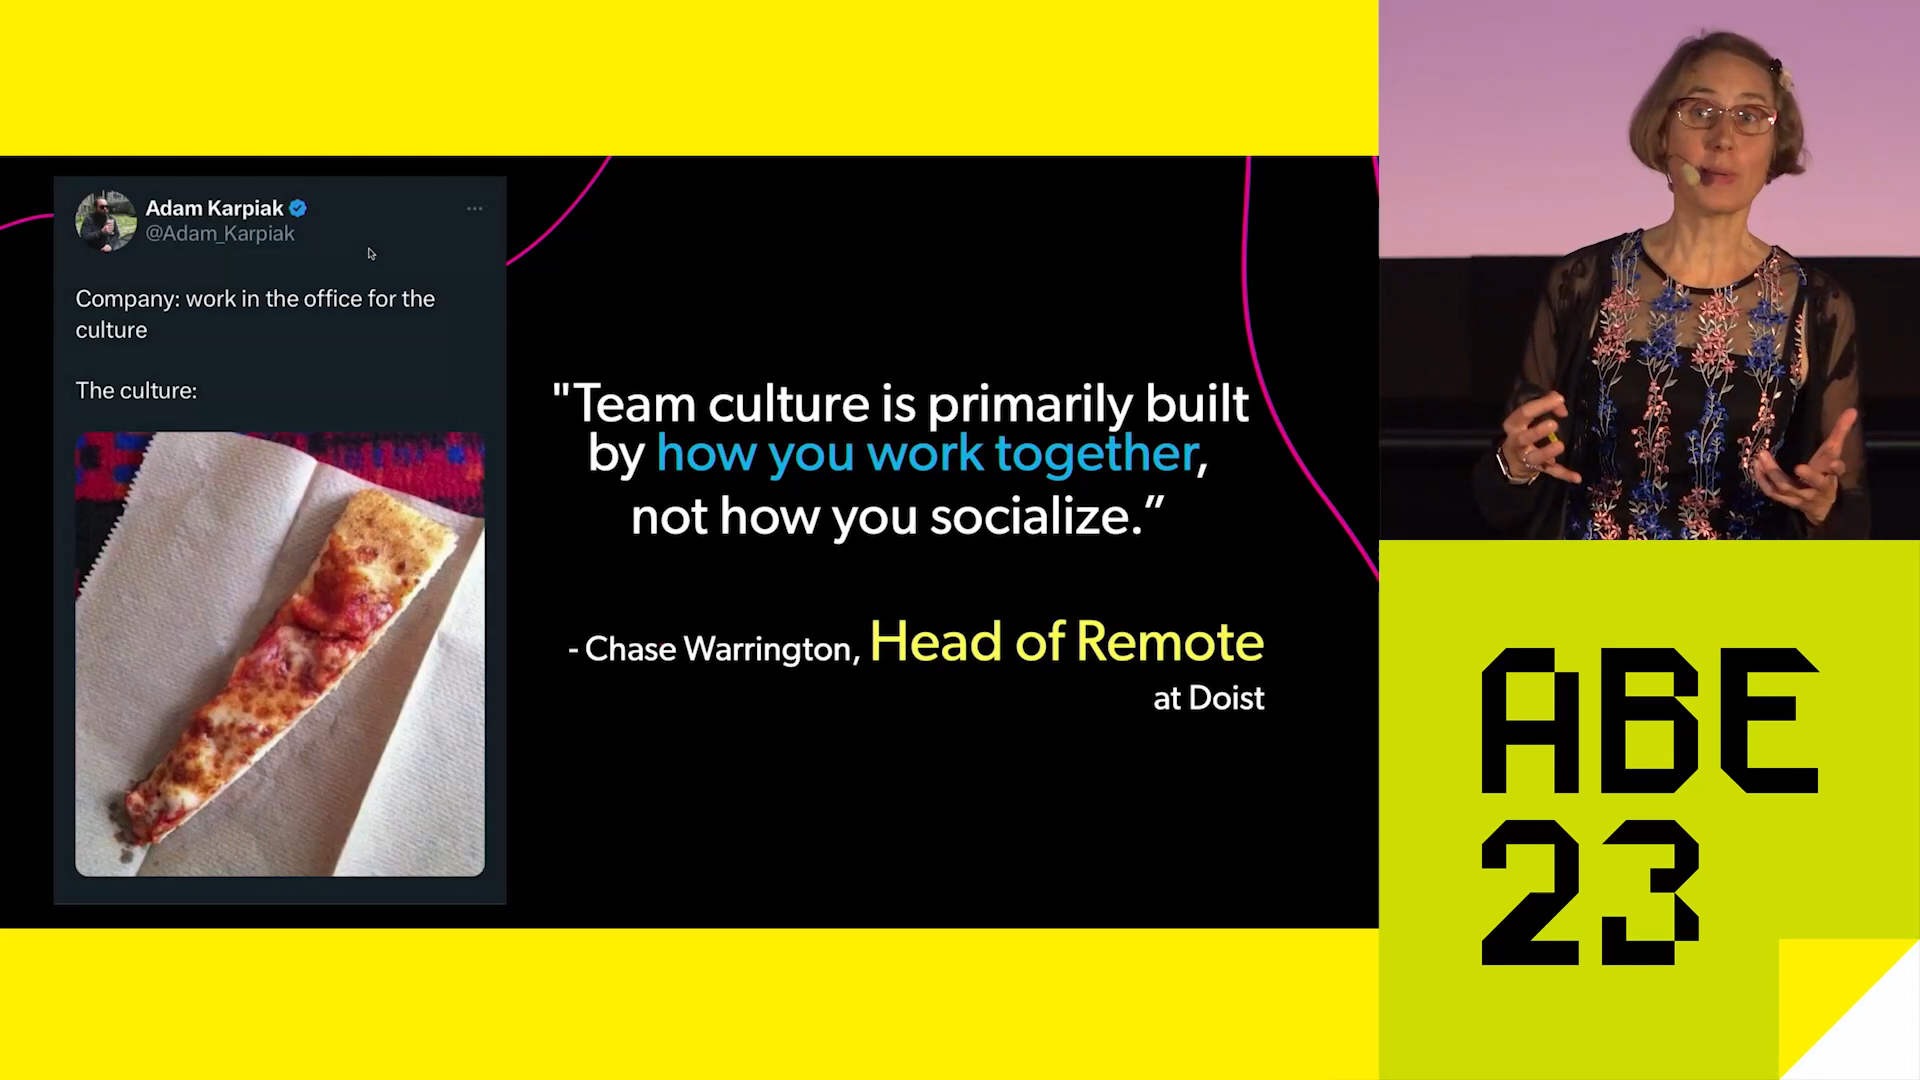 Adam Karpiak
@Adam_Karpiak
Company: work in the office for the
culture
The culture:
"Team culture is primarily built
by how you work together,
not how you socialize.”
- Chase Warrington, Head of Remote
at Doist
ABE
23